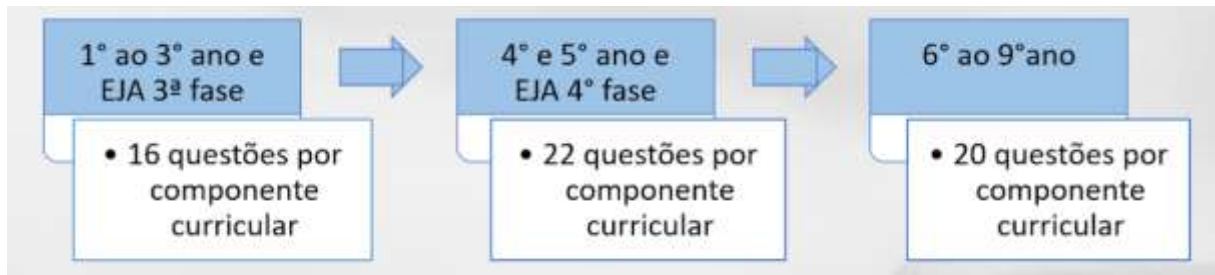 1° ao 3° ano e
EJA 3ª fase
• 16 questões por
componente
curricular
4° e 5° ano e
EJA 4° fase
• 22 questões por
componente
curricular
6° ao 9°ano
• 20 questões por
componente
curricular